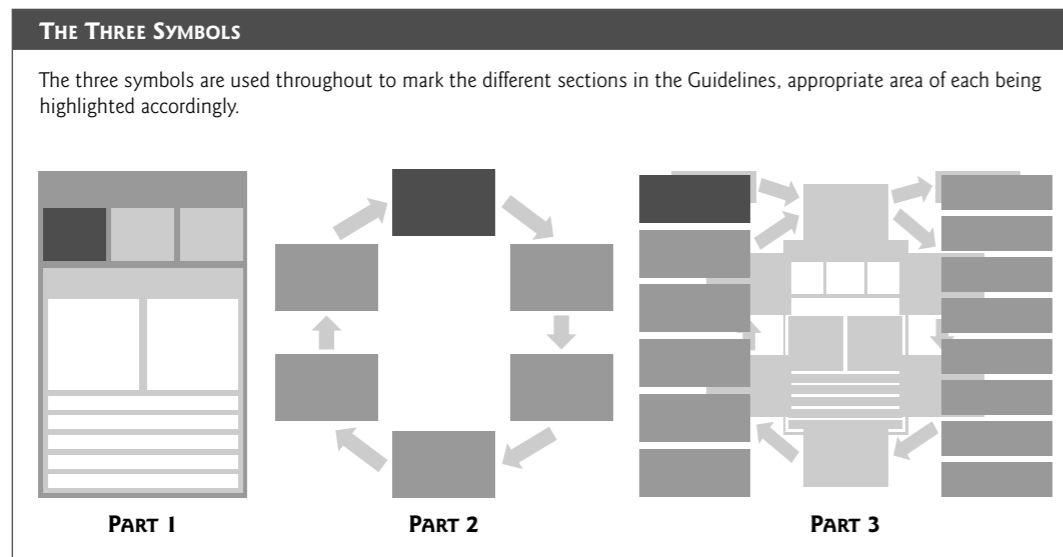 THE THREE SYMBOLS
The three symbols are used throughout to mark the different sections in the Guidelines, appropriate area of each being
highlighted accordingly.
PART 1
PART 2
PART 3